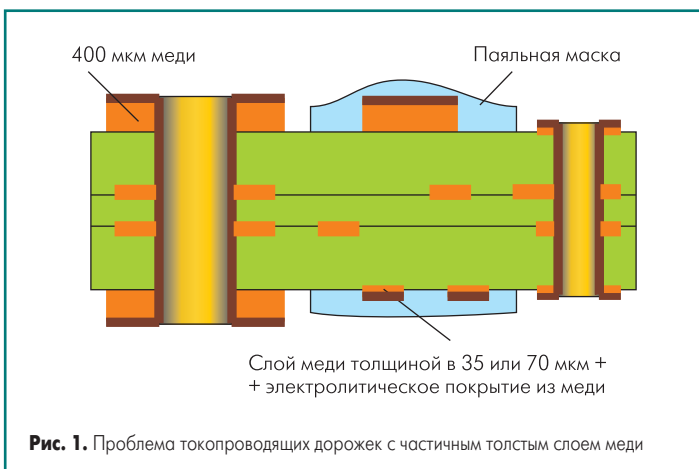 400 мкм меди
Паяльная маска
Слой меди толщиной в 35 или 70 мкм +
+ электролитическое покрытие из меди
Рис. 1. Проблема токопроводящих дорожек с частичным толстым слоем меди